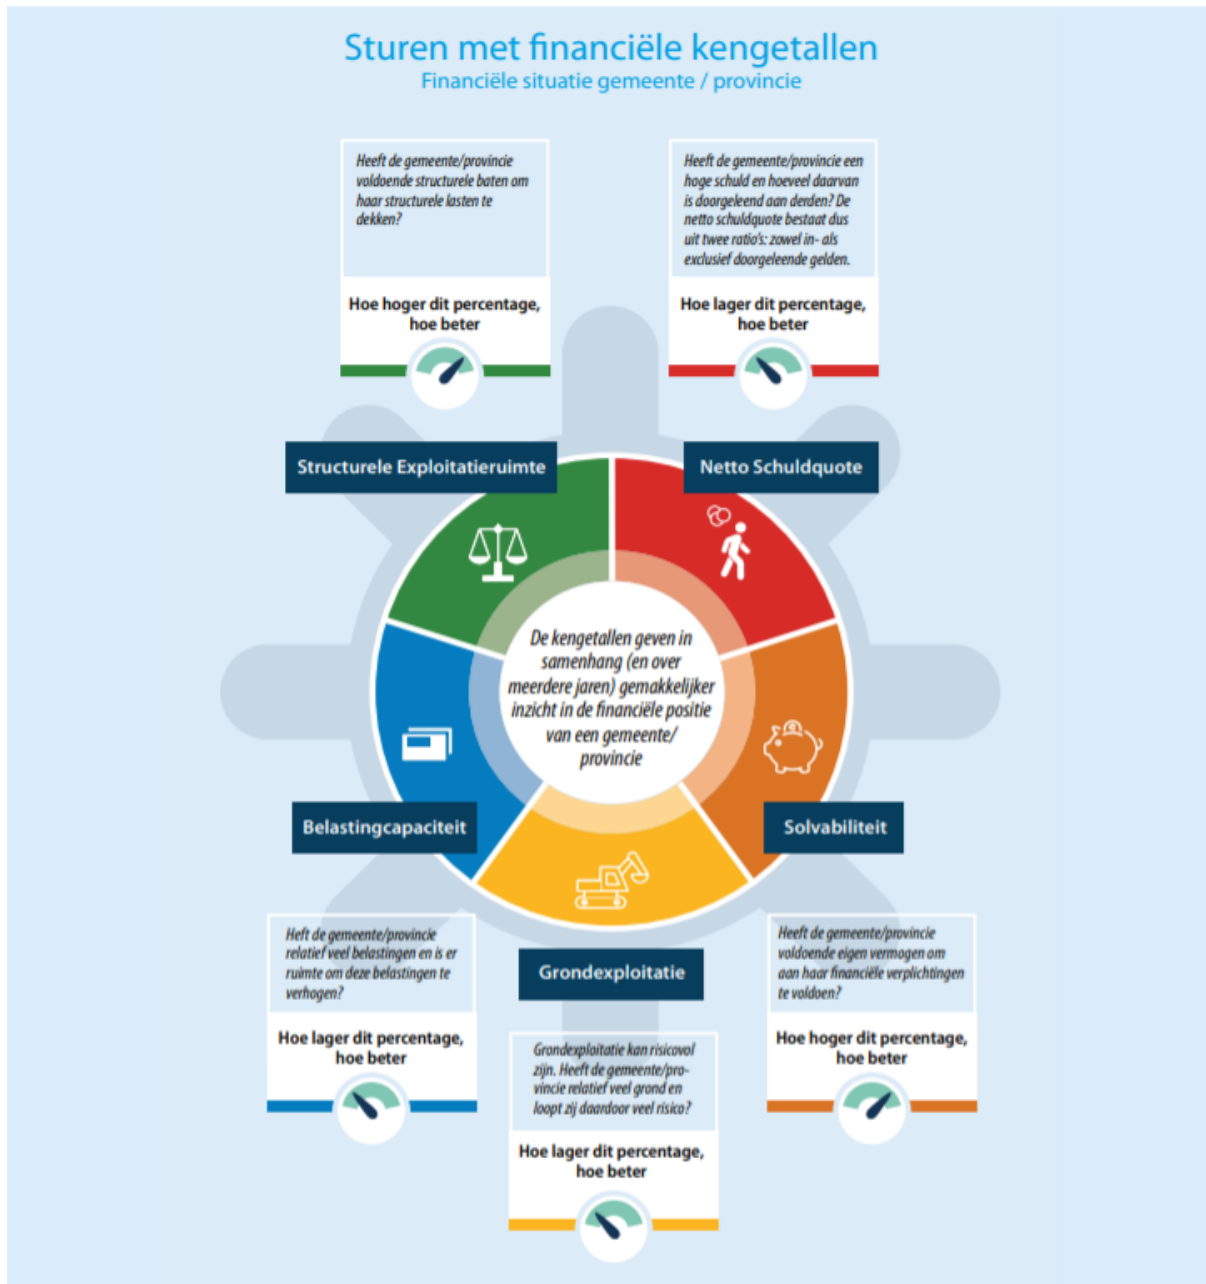 Sturen met financiële kengetallen
Financiële situatie gemeente / provincie
Heeft de gemeente/provincie
voldoende structurele baten om
haar structurele lasten te
dekken?
Hoe hoger dit percentage,
hoe beter
Heeft de gemeente/provincie een
hoge schuld en hoeveel daarvan
is doorgeleend aan derden? De
netto schuldquote bestaat dus
uit twee ratio's: zowel in- als
exclusief doorgeleende gelden.
Hoe lager dit percentage,
hoe beter
Structurele Exploitatieruimte
Netto Schuldquote
De kengetallen geven in
samenhang (en over
meerdere jaren) gemakkelijker
inzicht in de financiële positie
van een gemeente/
provincie
Belastingcapaciteit
Solvabiliteit
Grondexploitatie
Heft de gemeente/provincie
relatief veel belastingen en is er
ruimte om deze belastingen te
verhogen?
Hoe lager dit percentage,
hoe beter
Grondexploitatie kan risicovol
zijn. Heeft de gemeente/pro-
vincie relatief veel grond en
loopt zij daardoor veel risico?
Hoe lager dit percentage,
hoe beter
Heeft de gemeente/provincie
voldoende eigen vermogen om
aan haar financiële verplichtingen
te voldoen?
Hoe hoger dit percentage,
hoe beter